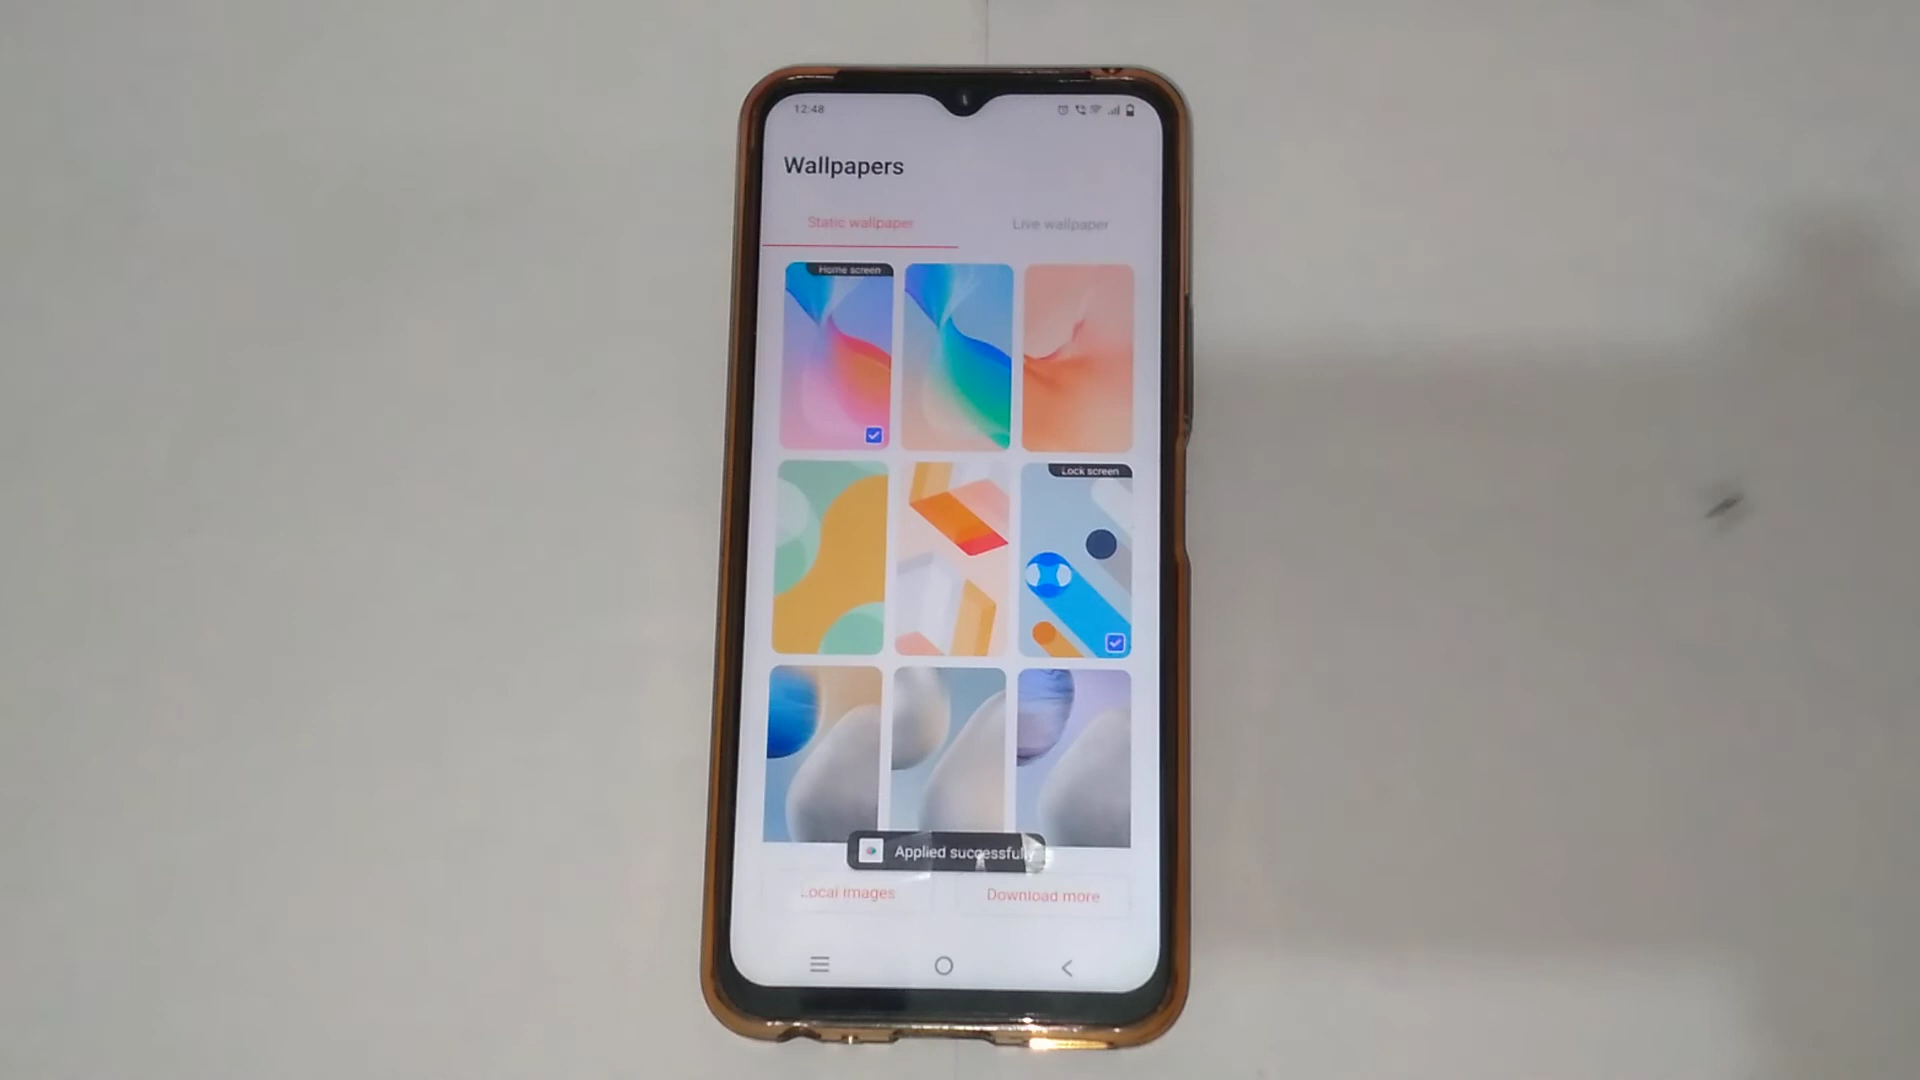 12:48
Wallpapers
Static wallpaper
Live wallpaper
Home screen
Lock screen
Applied successfully
Local images
Download more